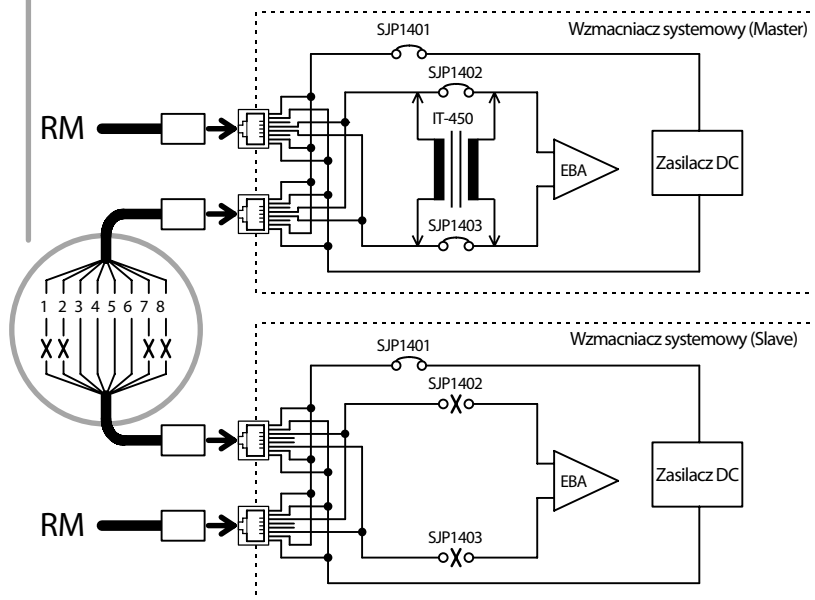 Wzmacniacz systemowy (Master)
SJP1401
SJP1402
IT-450
RM
EBA
Zasilacz DC
SJP1403
1 2 3 4 5 6 7 8
Wzmacniacz systemowy (Slave)
SJP1401
SJP1402
EBA
Zasilacz DC
RM
SJP1403